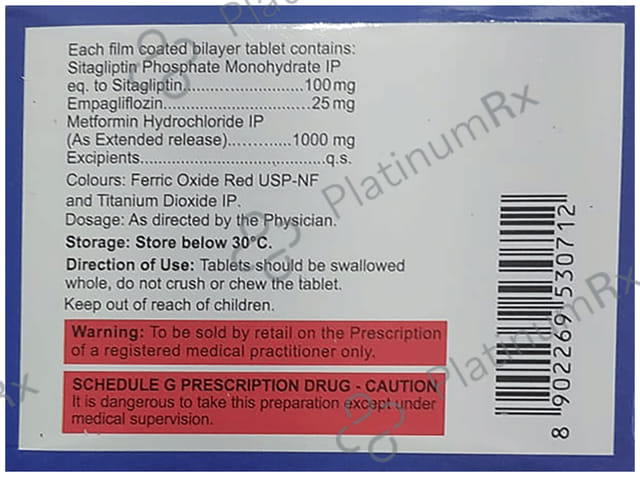 Each film coated bilayer tablet contains:
Sitagliptin Phosphate Monohydrate IP
eq. to Sitagliptin............................100 mg
Empagliflozin....................................25 mg
Metformin Hydrochloride IP
(As Extended release)...............1000 mg
Excipients.............................................q.s.
Colours: Ferric Oxide Red USP-NF
and Titanium Dioxide IP.
Dosage: As directed by the Physician.
Storage: Store below 30°C.
Direction of Use: Tablets should be swallowed
whole, do not crush or chew the tablet.
Keep out of reach of children.
Warning: To be sold by retail on the Prescription
of a registered medical practitioner only.
SCHEDULE G PRESCRIPTION DRUG - CAUTION
It is dangerous to take this preparation except under
medical supervision.
8 902269 530712
PlatinumRx
PlatinumRx
Platinum
Rx